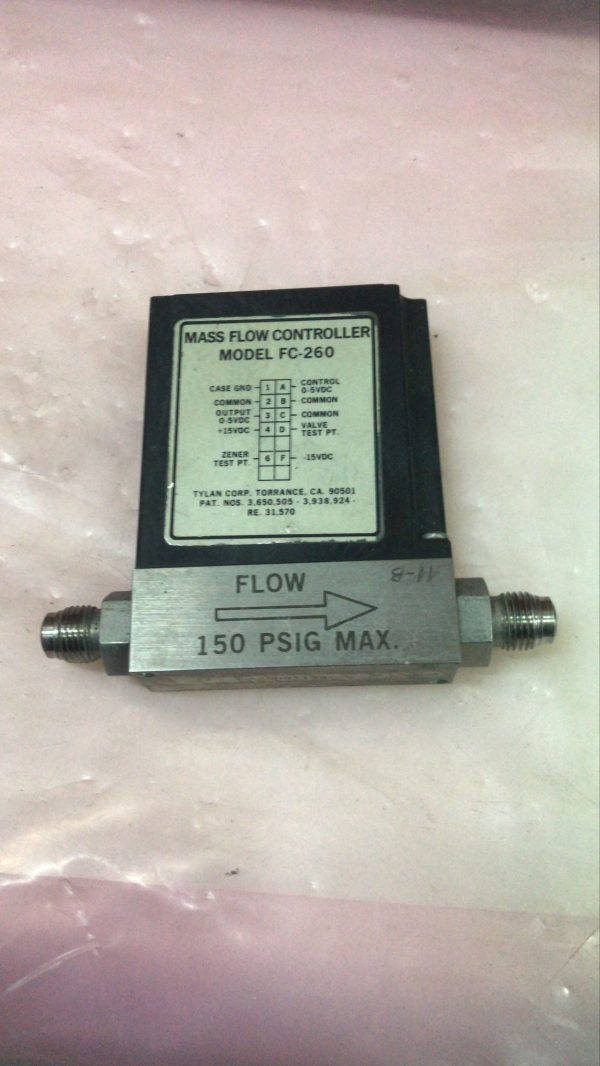 MASS FLOW CONTROLLER
MODEL FC-260
CASE GND 1 A CONTROL 0-5VDC
COMMON 2 B COMMON
OUTPUT 0-5VDC 3 C COMMON
+15VDC 4 D VALVE TEST PT.
ZENER TEST PT. 6 F -15VDC
TYLAN CORP. TORRANCE, CA. 90501
PAT. NOS. 3,650,505 - 3,938,924 -
RE. 31,570
11-B
FLOW
150 PSIG MAX.